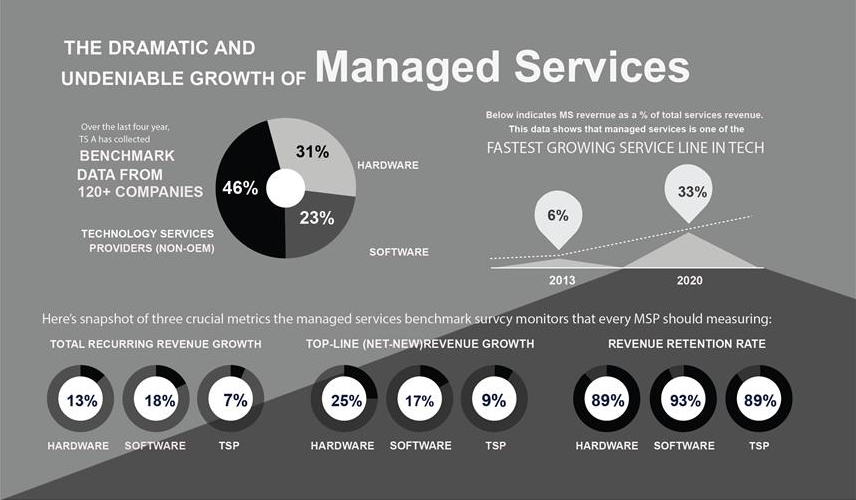 THE DRAMATIC AND
UNDENIABLE GROWTH OF Managed Services
Over the last four year,
TS A has collected
BENCHMARK
DATA FROM
120+ COMPANIES
TECHNOLOGY SERVICES
PROVIDERS (NON-OEM)
46%
31%
23%
HARDWARE
SOFTWARE
Below indicates MS revernue as a % of total services revenue.
This data shows that managed services is one of the
FASTEST GROWING SERVICE LINE IN TECH
6%
33%
2013
2020
Here's snapshot of three crucial metrics the managed services benchmark survcy monitors that every MSP should measuring:
TOTAL RECURRING REVENUE GROWTH
13%
18%
7%
HARDWARE
SOFTWARE
TSP
TOP-LINE (NET-NEW)REVENUE GROWTH
25%
17%
9%
HARDWARE
SOFTWARE
TSP
REVENUE RETENTION RATE
89%
93%
89%
HARDWARE
SOFTWARE
TSP